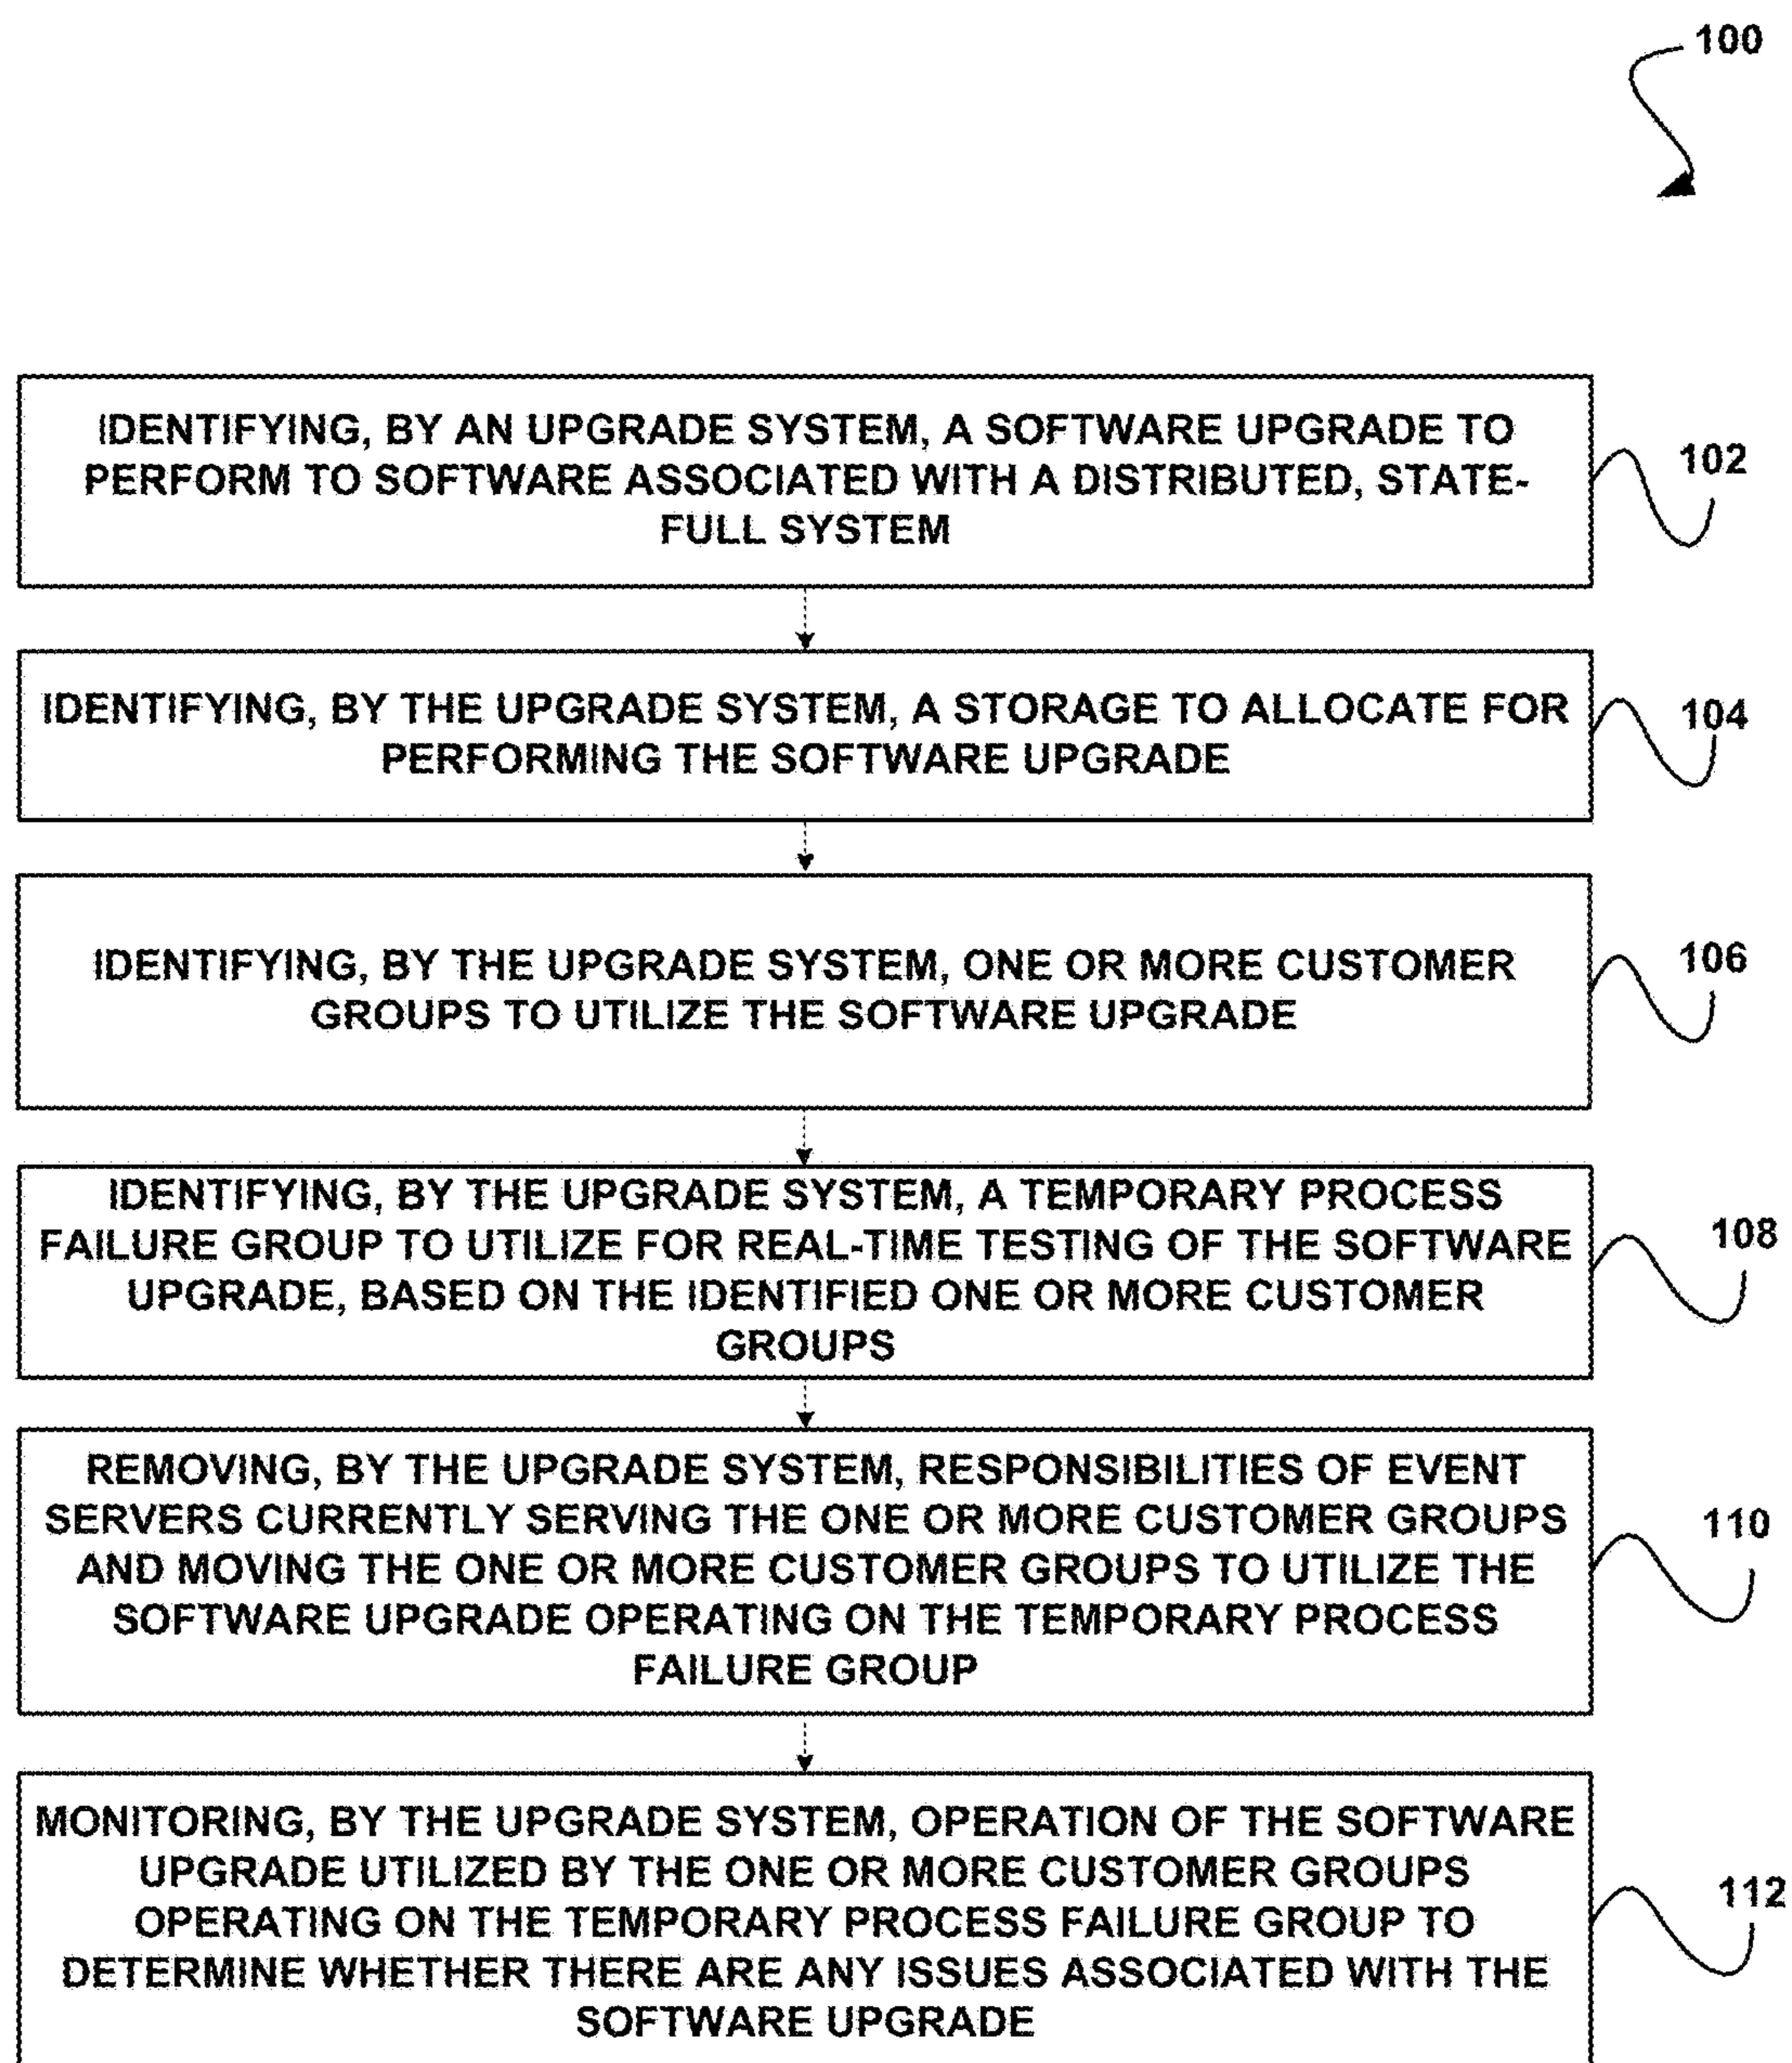 100
IDENTIFYING, BY AN UPGRADE SYSTEM, A SOFTWARE UPGRADE TO
PERFORM TO SOFTWARE ASSOCIATED WITH A DISTRIBUTED, STATE-
FULL SYSTEM
102
IDENTIFYING, BY THE UPGRADE SYSTEM, A STORAGE TO ALLOCATE FOR
PERFORMING THE SOFTWARE UPGRADE
104
IDENTIFYING, BY THE UPGRADE SYSTEM, ONE OR MORE CUSTOMER
GROUPS TO UTILIZE THE SOFTWARE UPGRADE
106
IDENTIFYING, BY THE UPGRADE SYSTEM, A TEMPORARY PROCESS
FAILURE GROUP TO UTILIZE FOR REAL-TIME TESTING OF THE SOFTWARE
UPGRADE, BASED ON THE IDENTIFIED ONE OR MORE CUSTOMER
GROUPS
108
REMOVING, BY THE UPGRADE SYSTEM, RESPONSIBILITIES OF EVENT
SERVERS CURRENTLY SERVING THE ONE OR MORE CUSTOMER GROUPS
AND MOVING THE ONE OR MORE CUSTOMER GROUPS TO UTILIZE THE
SOFTWARE UPGRADE OPERATING ON THE TEMPORARY PROCESS
FAILURE GROUP
110
MONITORING, BY THE UPGRADE SYSTEM, OPERATION OF THE SOFTWARE
UPGRADE UTILIZED BY THE ONE OR MORE CUSTOMER GROUPS
OPERATING ON THE TEMPORARY PROCESS FAILURE GROUP TO
DETERMINE WHETHER THERE ARE ANY ISSUES ASSOCIATED WITH THE
SOFTWARE UPGRADE
112